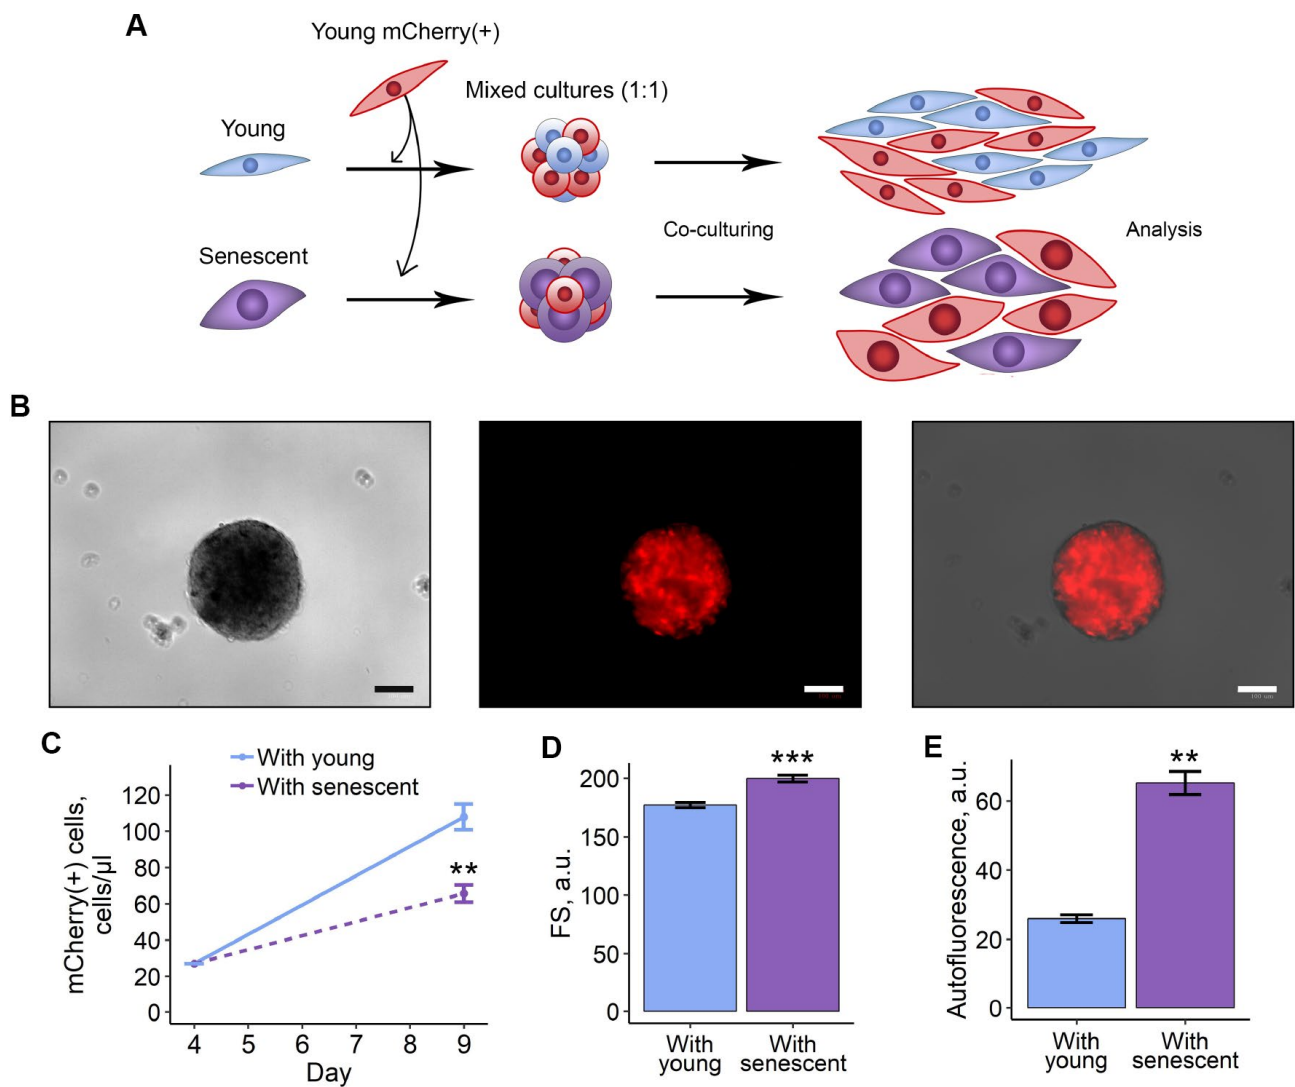 A
Young mCherry(+)
Mixed cultures (1:1)
Young
Co-culturing
Analysis
Senescent
B
C
With young
With senescent
mCherry(+) cells,
cells/µl
120
100
80
60
40
20
0
**
4 5 6 7 8 9
Day
D
***
FS, a.u.
200
150
100
50
0
With
young
With
senescent
E
**
Autofluorescence, a.u.
60
40
20
0
With
young
With
senescent